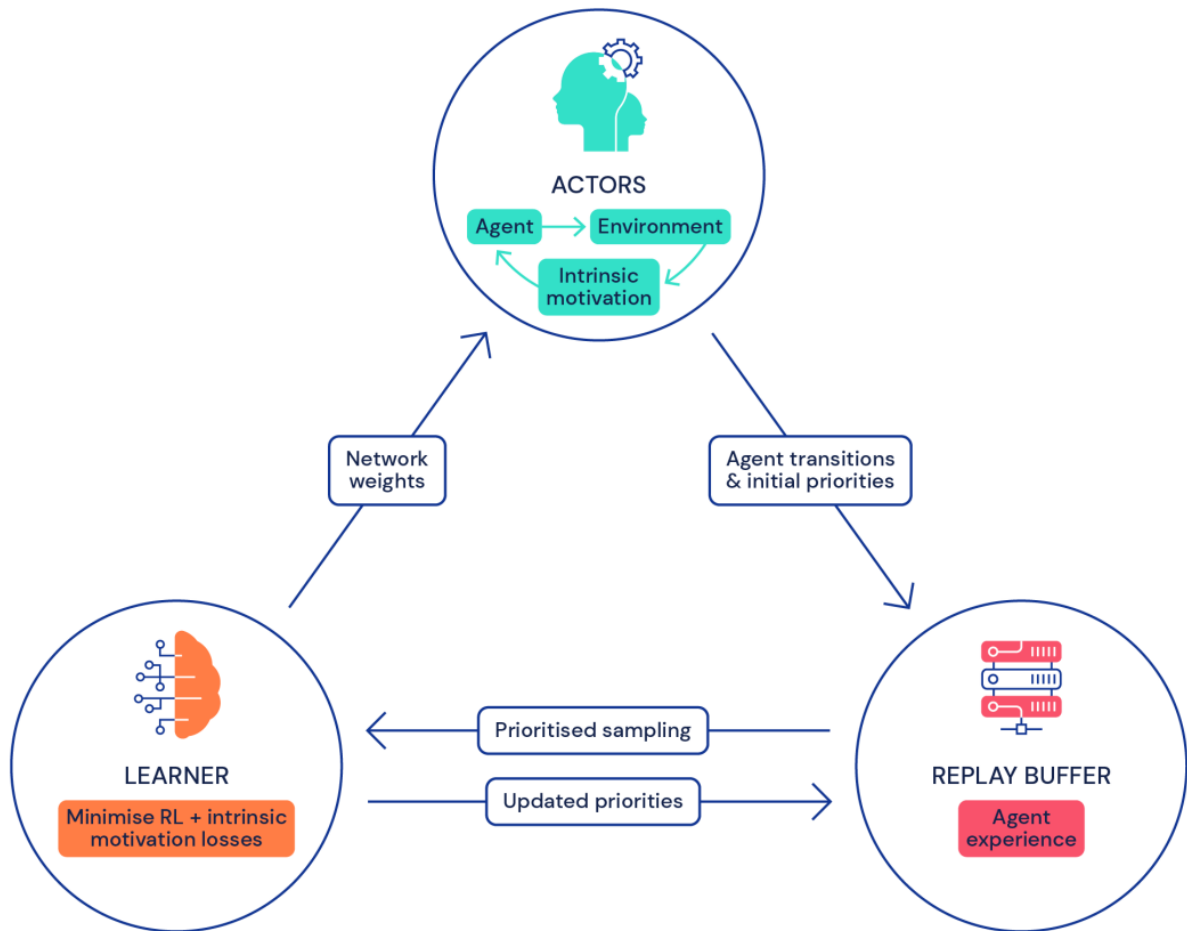 ACTORS
Agent
Environment
Intrinsic
motivation
Network
weights
Agent transitions
& initial priorities
Prioritised sampling
Updated priorities
LEARNER
Minimise RL + intrinsic
motivation losses
REPLAY BUFFER
Agent
experience